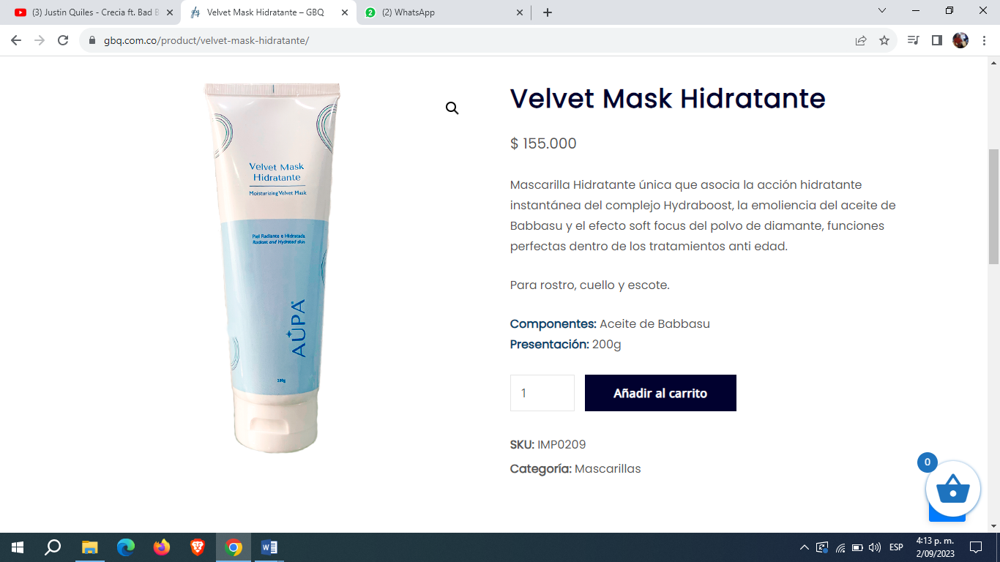 (3) Justin Quiles - Crecia ft. Bad B
Velvet Mask Hidratante – GBQ
(2) WhatsApp
gbq.com.co/product/velvet-mask-hidratante/
Velvet Mask
Hidratante
Moisturizing Velvet Mask
Piel Radiante e Hidratada
Radiant and Hydrated skin
AÜPA
200g
Velvet Mask Hidratante
$ 155.000
Mascarilla Hidratante única que asocia la acción hidratante
instantánea del complejo Hydraboost, la emoliencia del aceite de
Babbasu y el efecto soft focus del polvo de diamante, funciones
perfectas dentro de los tratamientos anti edad.
Para rostro, cuello y escote.
Componentes: Aceite de Babbasu
Presentación: 200g
1
Añadir al carrito
SKU: IMP0209
Categoría: Mascarillas
0
ESP
4:13 p. m.
2/09/2023